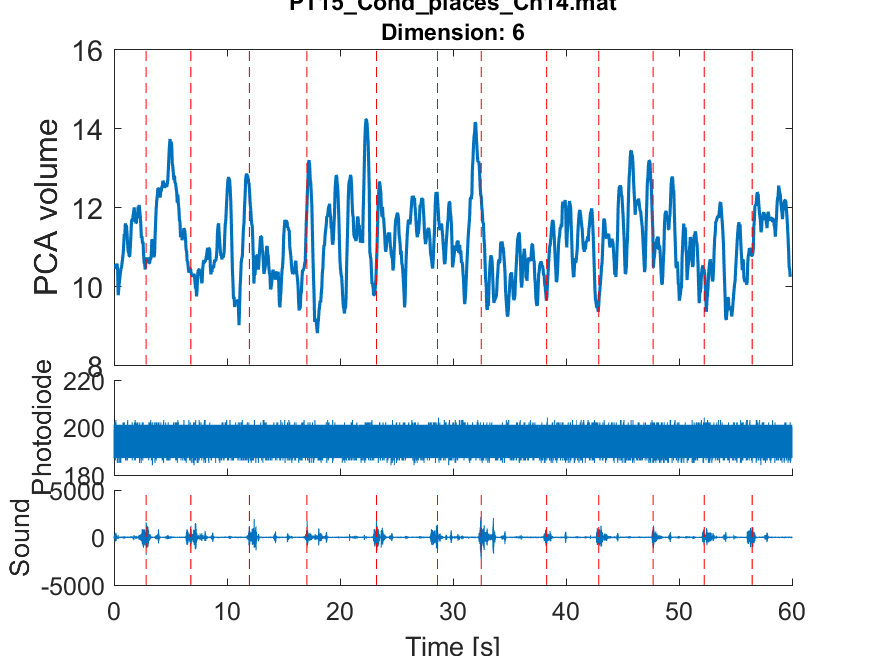 PT15_Cond_places_Ch14.mat
Dimension: 6
16
14
12
10
8
PCA volume
220
200
180
Photodiode
5000
0
-5000
Sound
0 10 20 30 40 50 60
Time [s]